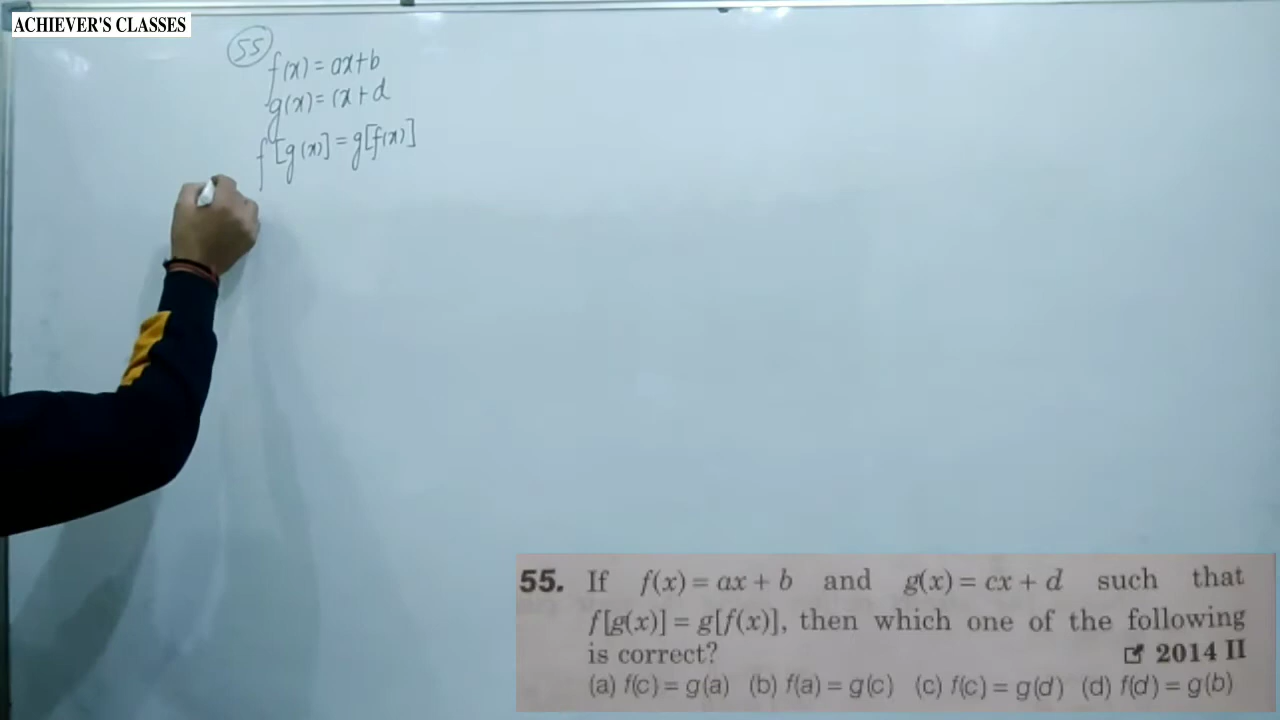 ACHIEVER'S CLASSES
55
f(x) = ax+b
g(x) = cx+d
f[g(x)] = g[f(x)]
55. If f(x) = ax + b and g(x) = cx + d such that
f[g(x)] = g[f(x)], then which one of the following
is correct? 2014 II
(a) f(c) = g(a) (b) f(a) = g(c) (c) f(c) = g(d) (d) f(d) = g(b)